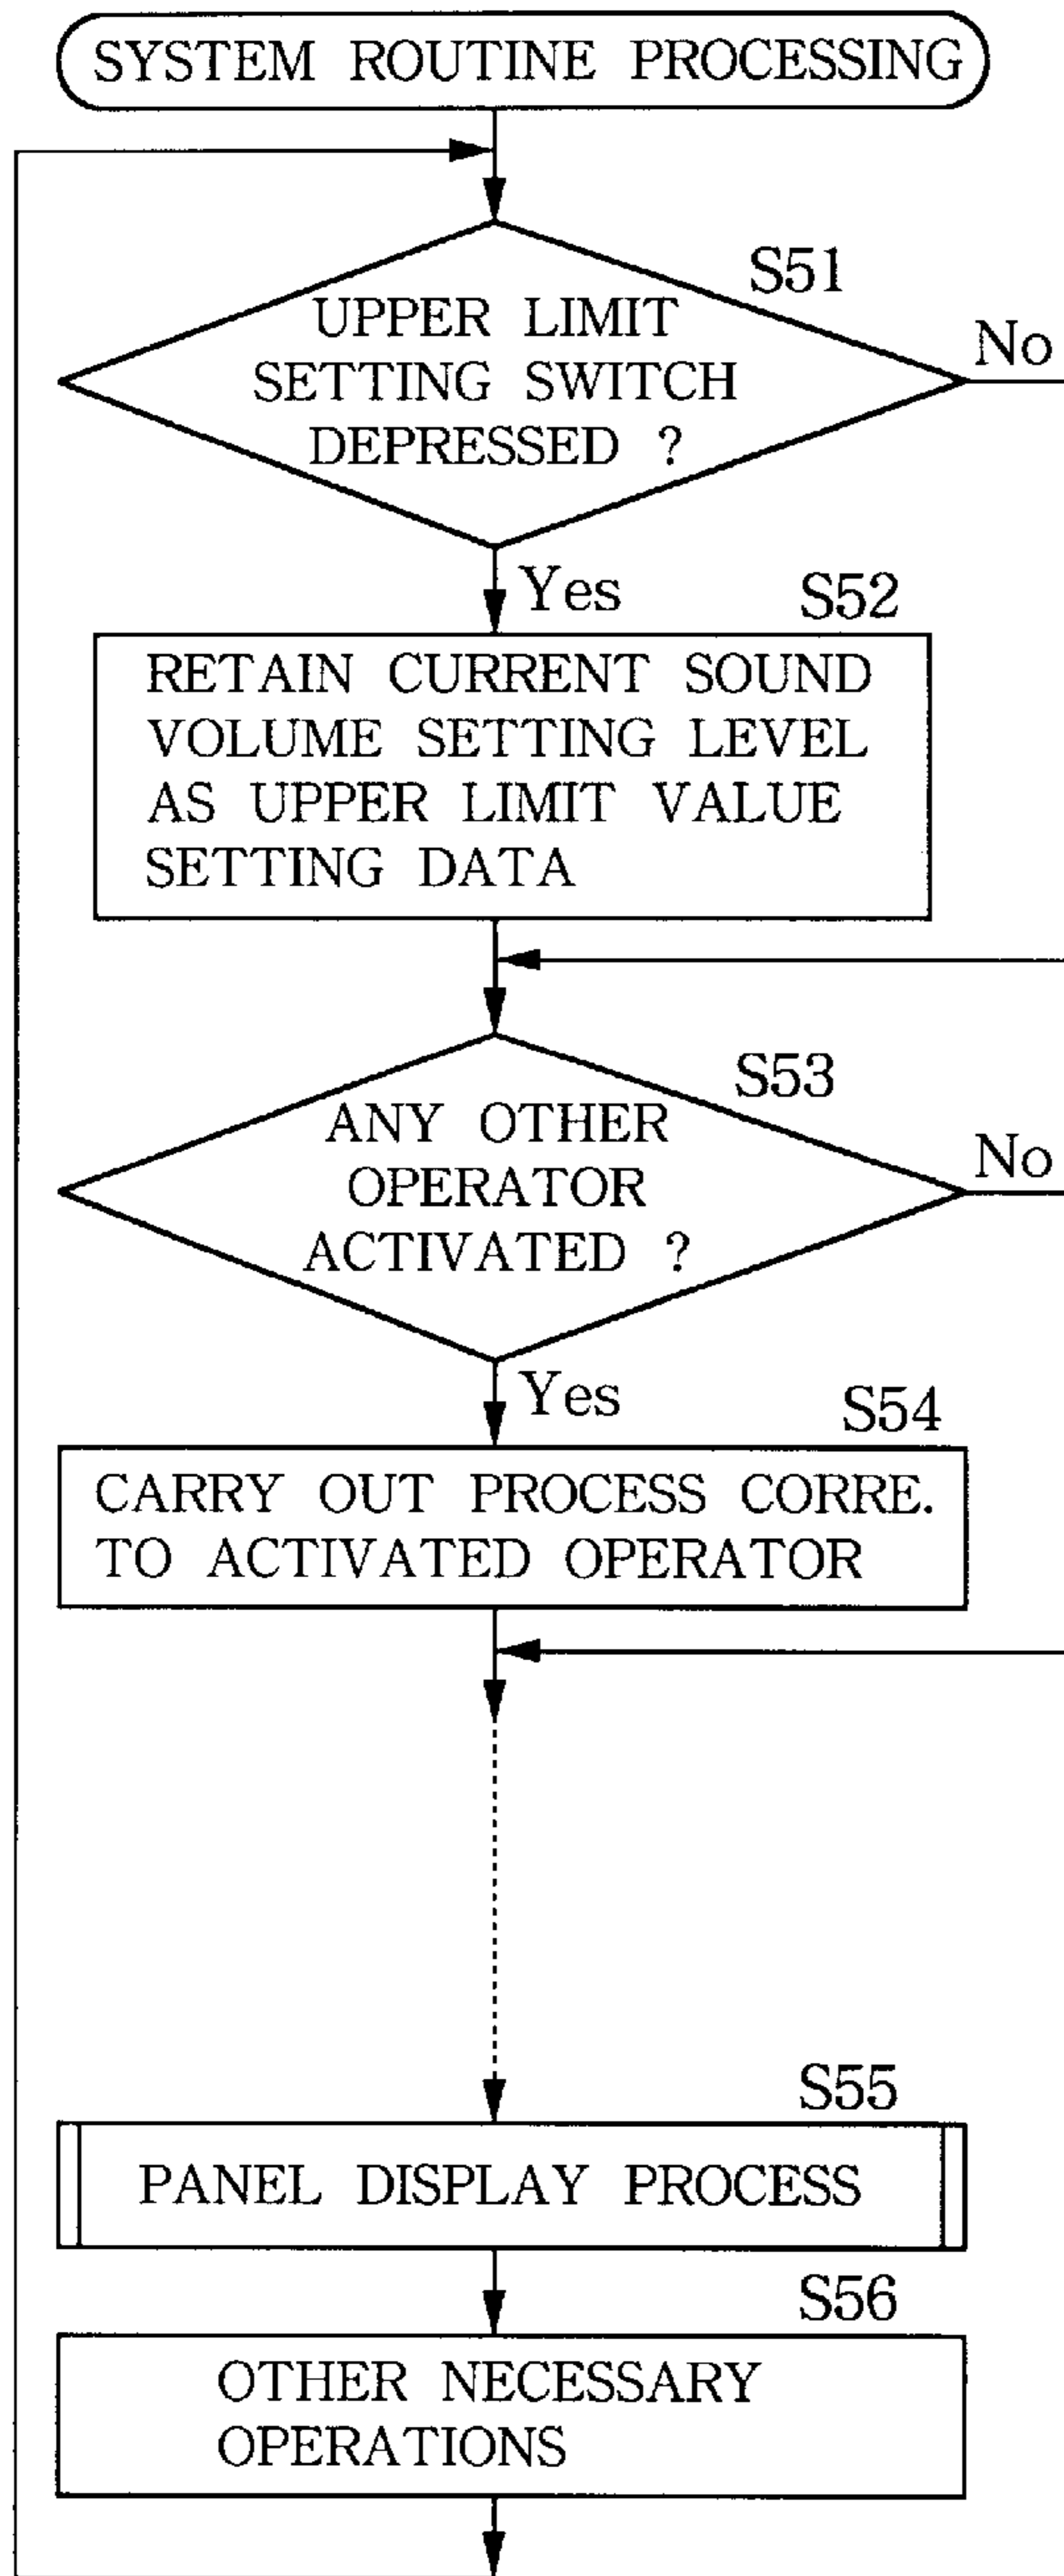 SYSTEM ROUTINE PROCESSING
S51
UPPER LIMIT
SETTING SWITCH
DEPRESSED ?
No
Yes
S52
RETAIN CURRENT SOUND
VOLUME SETTING LEVEL
AS UPPER LIMIT VALUE
SETTING DATA
S53
ANY OTHER
OPERATOR
ACTIVATED ?
No
Yes
S54
CARRY OUT PROCESS CORRE.
TO ACTIVATED OPERATOR
S55
PANEL DISPLAY PROCESS
S56
OTHER NECESSARY
OPERATIONS